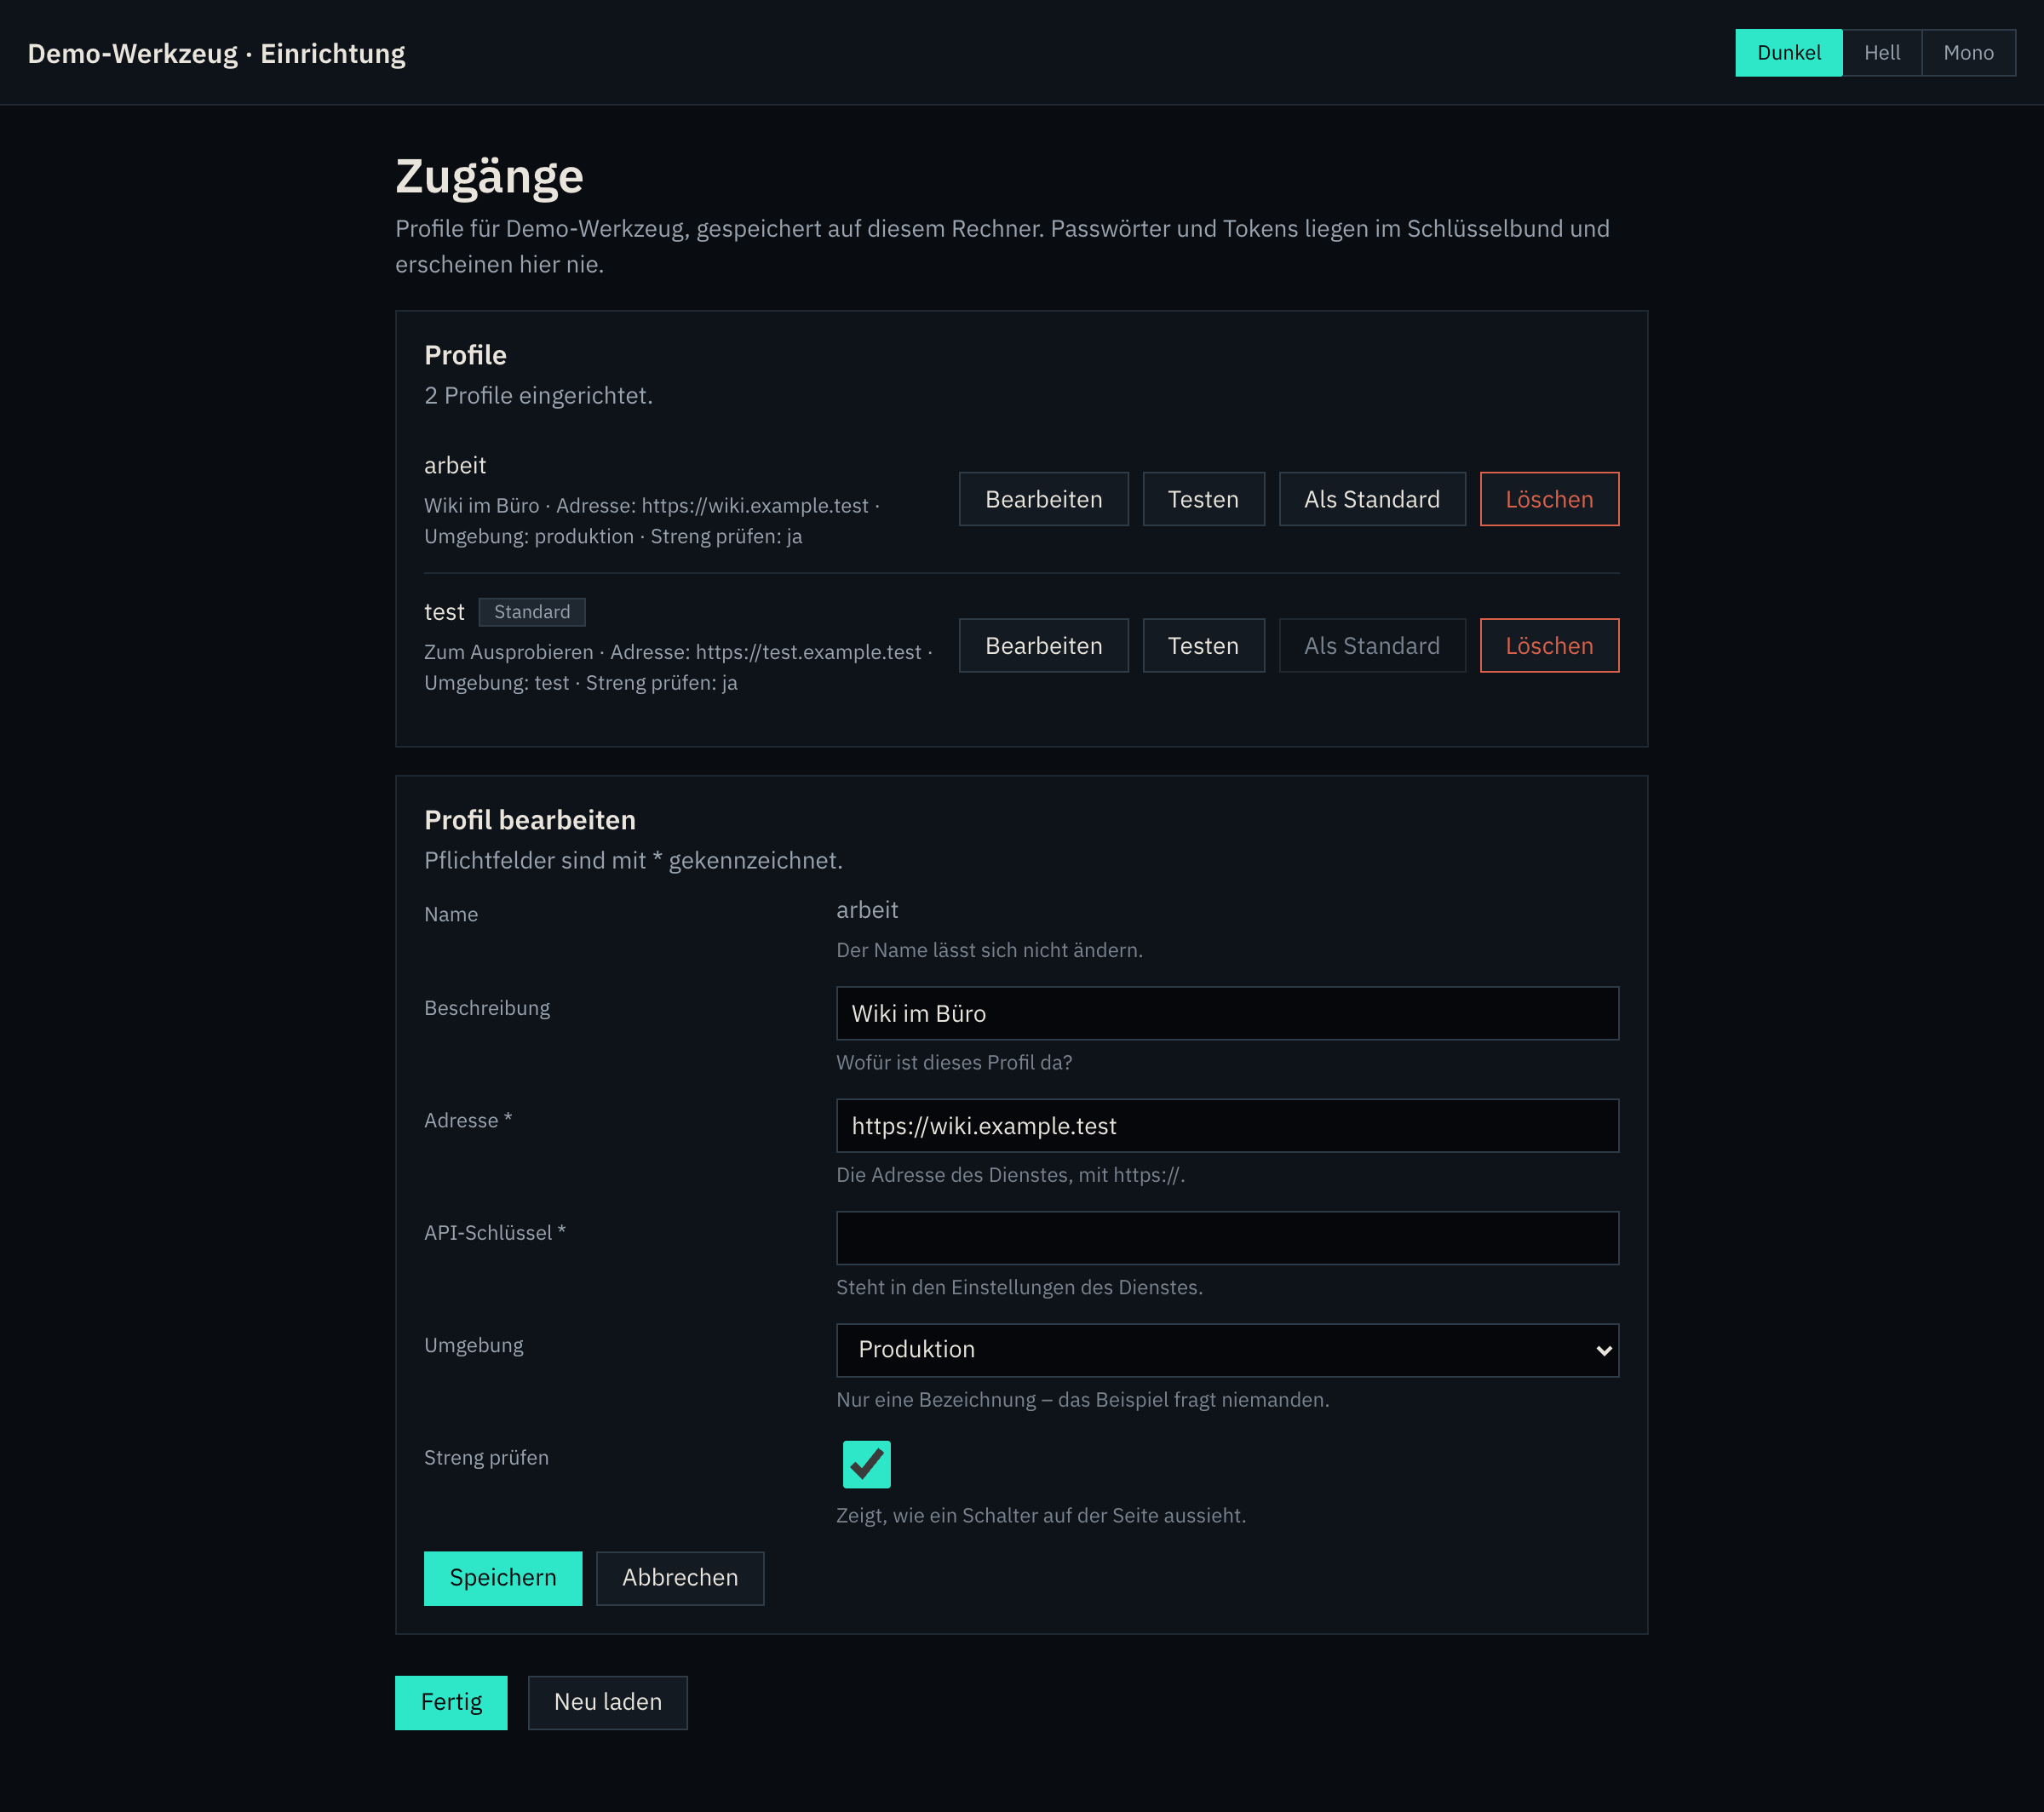 Demo-Werkzeug · Einrichtung
Dunkel
Hell
Mono
Zugänge
Profile für Demo-Werkzeug, gespeichert auf diesem Rechner. Passwörter und Tokens liegen im Schlüsselbund und
erscheinen hier nie.
Profile
2 Profile eingerichtet.
arbeit
Wiki im Büro · Adresse: https://wiki.example.test ·
Umgebung: produktion · Streng prüfen: ja
Bearbeiten
Testen
Als Standard
Löschen
test
Standard
Zum Ausprobieren · Adresse: https://test.example.test ·
Umgebung: test · Streng prüfen: ja
Bearbeiten
Testen
Als Standard
Löschen
Profil bearbeiten
Pflichtfelder sind mit * gekennzeichnet.
Name
arbeit
Der Name lässt sich nicht ändern.
Beschreibung
Wiki im Büro
Wofür ist dieses Profil da?
Adresse *
https://wiki.example.test
Die Adresse des Dienstes, mit https://.
API-Schlüssel *
Steht in den Einstellungen des Dienstes.
Umgebung
Produktion
Nur eine Bezeichnung – das Beispiel fragt niemanden.
Streng prüfen
Zeigt, wie ein Schalter auf der Seite aussieht.
Speichern
Abbrechen
Fertig
Neu laden